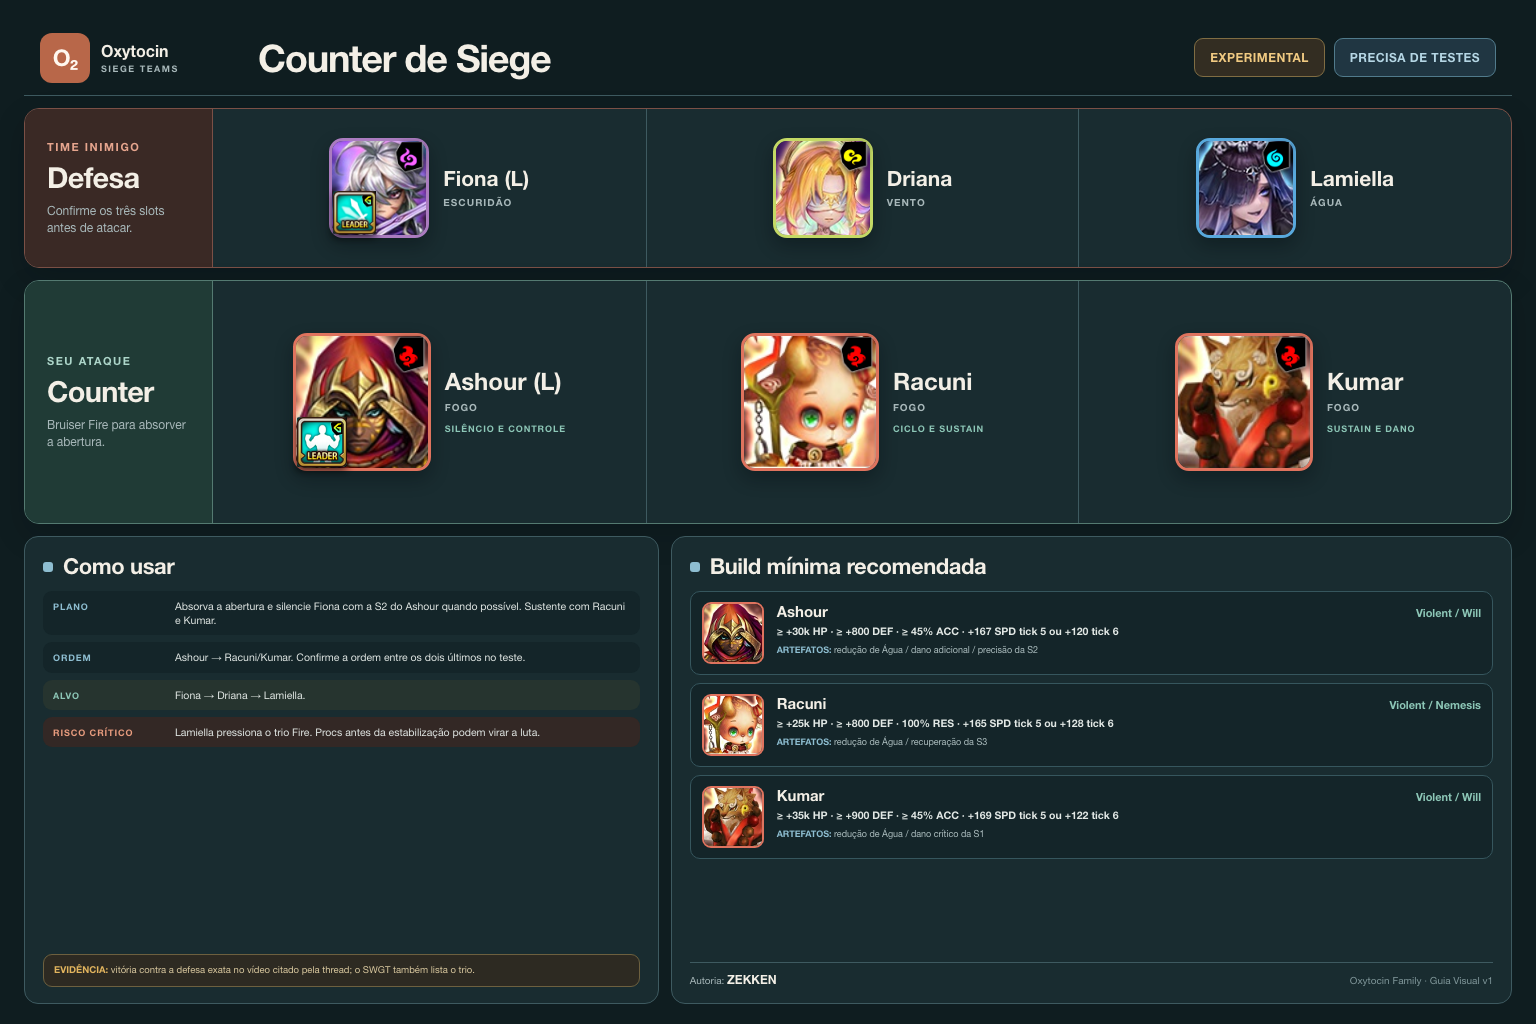 O2
Oxytocin
SIEGE TEAMS
Counter de Siege
EXPERIMENTAL
PRECISA DE TESTES
TIME INIMIGO
Defesa
Confirme os três slots
antes de atacar.
LEADER
Fiona (L)
ESCURIDÃO
Driana
VENTO
Lamiella
ÁGUA
SEU ATAQUE
Counter
Bruiser Fire para absorver
a abertura.
G
LEADER
Ashour (L)
FOGO
SILÊNCIO E CONTROLE
Racuni
FOGO
CICLO E SUSTAIN
Kumar
FOGO
SUSTAIN E DANO
Como usar
PLANO
Absorva a abertura e silencie Fiona com a S2 do Ashour quando possível. Sustente com Racuni
e Kumar.
ORDEM
Ashour → Racuni/Kumar. Confirme a ordem entre os dois últimos no teste.
ALVO
Fiona → Driana → Lamiella.
RISCO CRÍTICO
Lamiella pressiona o trio Fire. Procs antes da estabilização podem virar a luta.
EVIDÊNCIA: vitória contra a defesa exata no vídeo citado pela thread; o SWGT também lista o trio.
Build mínima recomendada
Ashour
Violent / Will
≥ +30k HP · ≥ +800 DEF · ≥ 45% ACC · +167 SPD tick 5 ou +120 tick 6
ARTEFATOS: redução de Água / dano adicional / precisão da S2
Racuni
Violent / Nemesis
≥ +25k HP · ≥ +800 DEF · 100% RES · +165 SPD tick 5 ou +128 tick 6
ARTEFATOS: redução de Água / recuperação da S3
Kumar
Violent / Will
≥ +35k HP · ≥ +900 DEF · ≥ 45% ACC · +169 SPD tick 5 ou +122 tick 6
ARTEFATOS: redução de Água / dano crítico da S1
Autoria: ZEKKEN
Oxytocin Family · Guia Visual v1